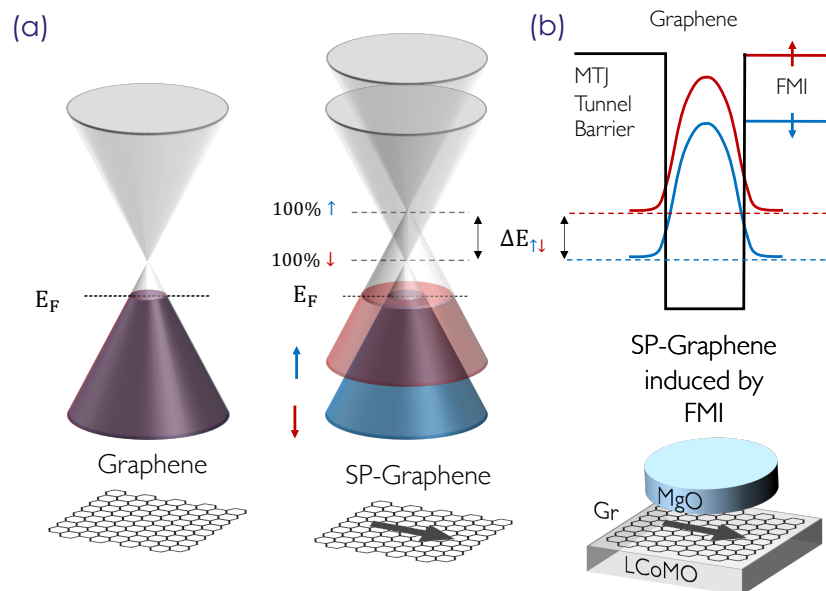 (a)
100% ↑
100% ↓
E_F
E_F
ΔE↑↓
↑
↓
Graphene
SP-Graphene
(b)
Graphene
MTJ
Tunnel
Barrier
FMI
SP-Graphene
induced by
FMI
MgO
Gr
LCoMO